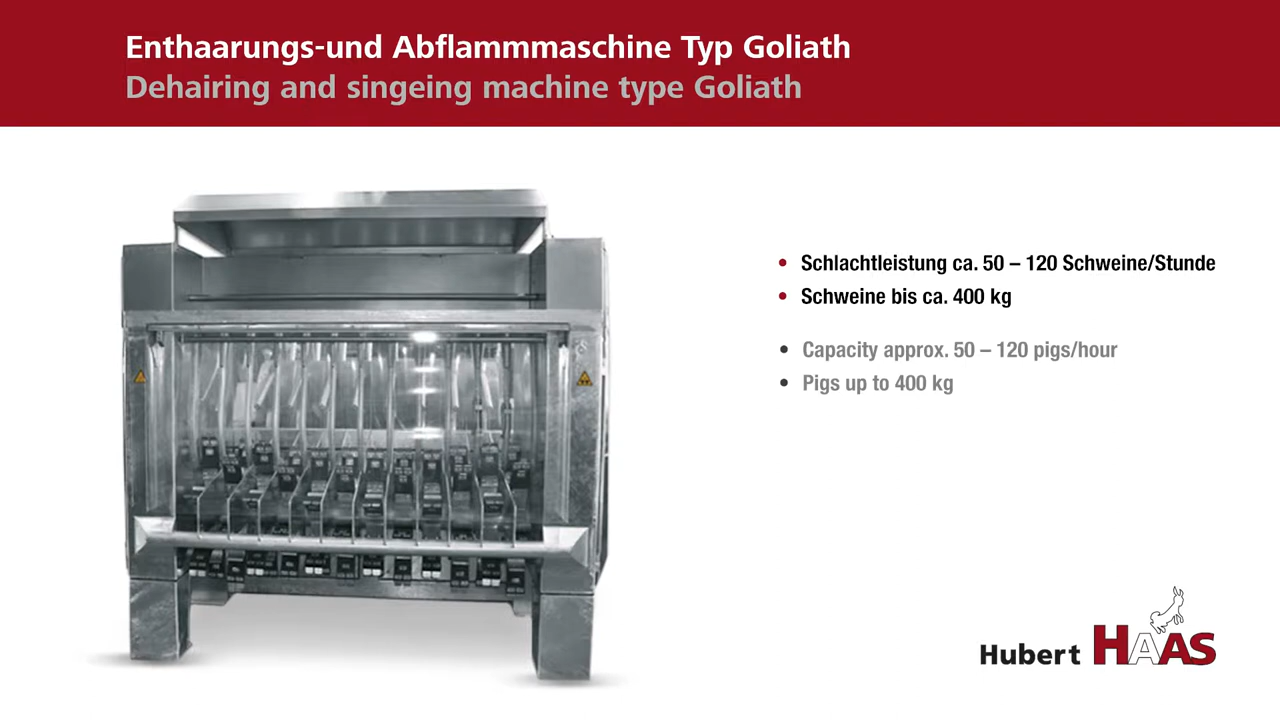 Enthaarungs-und Abflammmaschine Typ Goliath
Dehairing and singeing machine type Goliath
• Schlachtleistung ca. 50 – 120 Schweine/Stunde
• Schweine bis ca. 400 kg
• Capacity approx. 50 – 120 pigs/hour
• Pigs up to 400 kg
Hubert HAAS